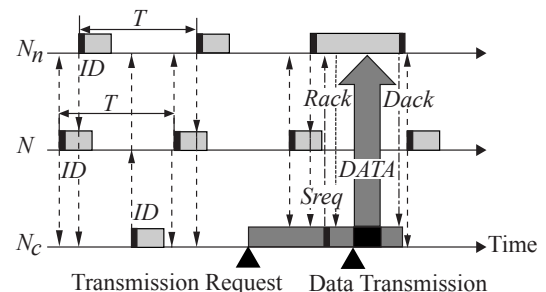 T
N_n
ID
Rack
Dack
T
N
ID
DATA
Sreq
ID
N_c
Time
Transmission Request
Data Transmission